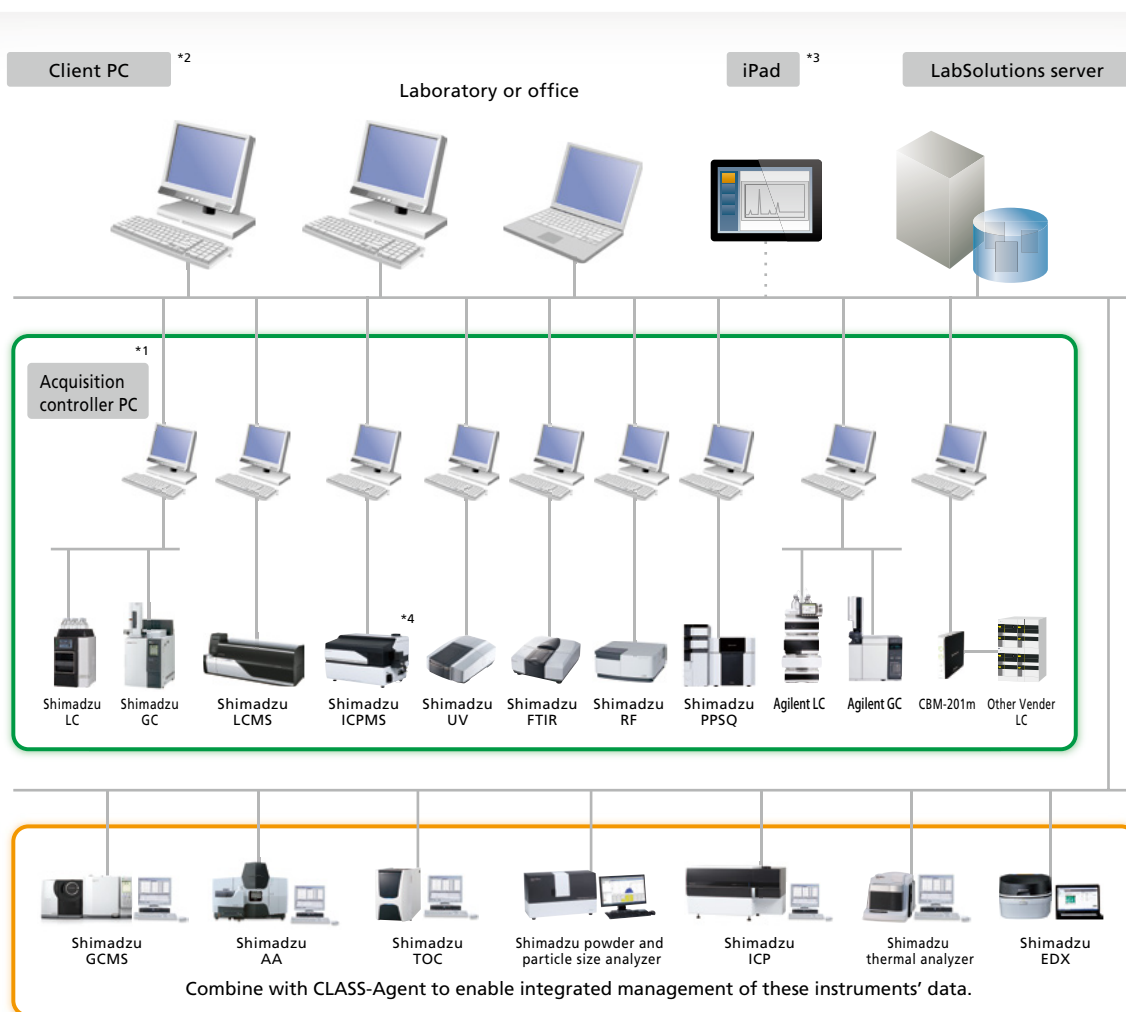 Client PC *2
Laboratory or office
iPad *3
LabSolutions server
*1
Acquisition
controller PC
*4
Shimadzu
LC
Shimadzu
GC
Shimadzu
LCMS
Shimadzu
ICPMS
Shimadzu
UV
Shimadzu
FTIR
Shimadzu
RF
Shimadzu
PPSQ
Agilent LC
Agilent GC
CBM-201m
Other Vender
LC
Shimadzu
GCMS
Shimadzu
AA
Shimadzu
TOC
Shimadzu powder and
particle size analyzer
Shimadzu
ICP
Shimadzu
thermal analyzer
Shimadzu
EDX
Combine with CLASS-Agent to enable integrated management of these instruments’ data.